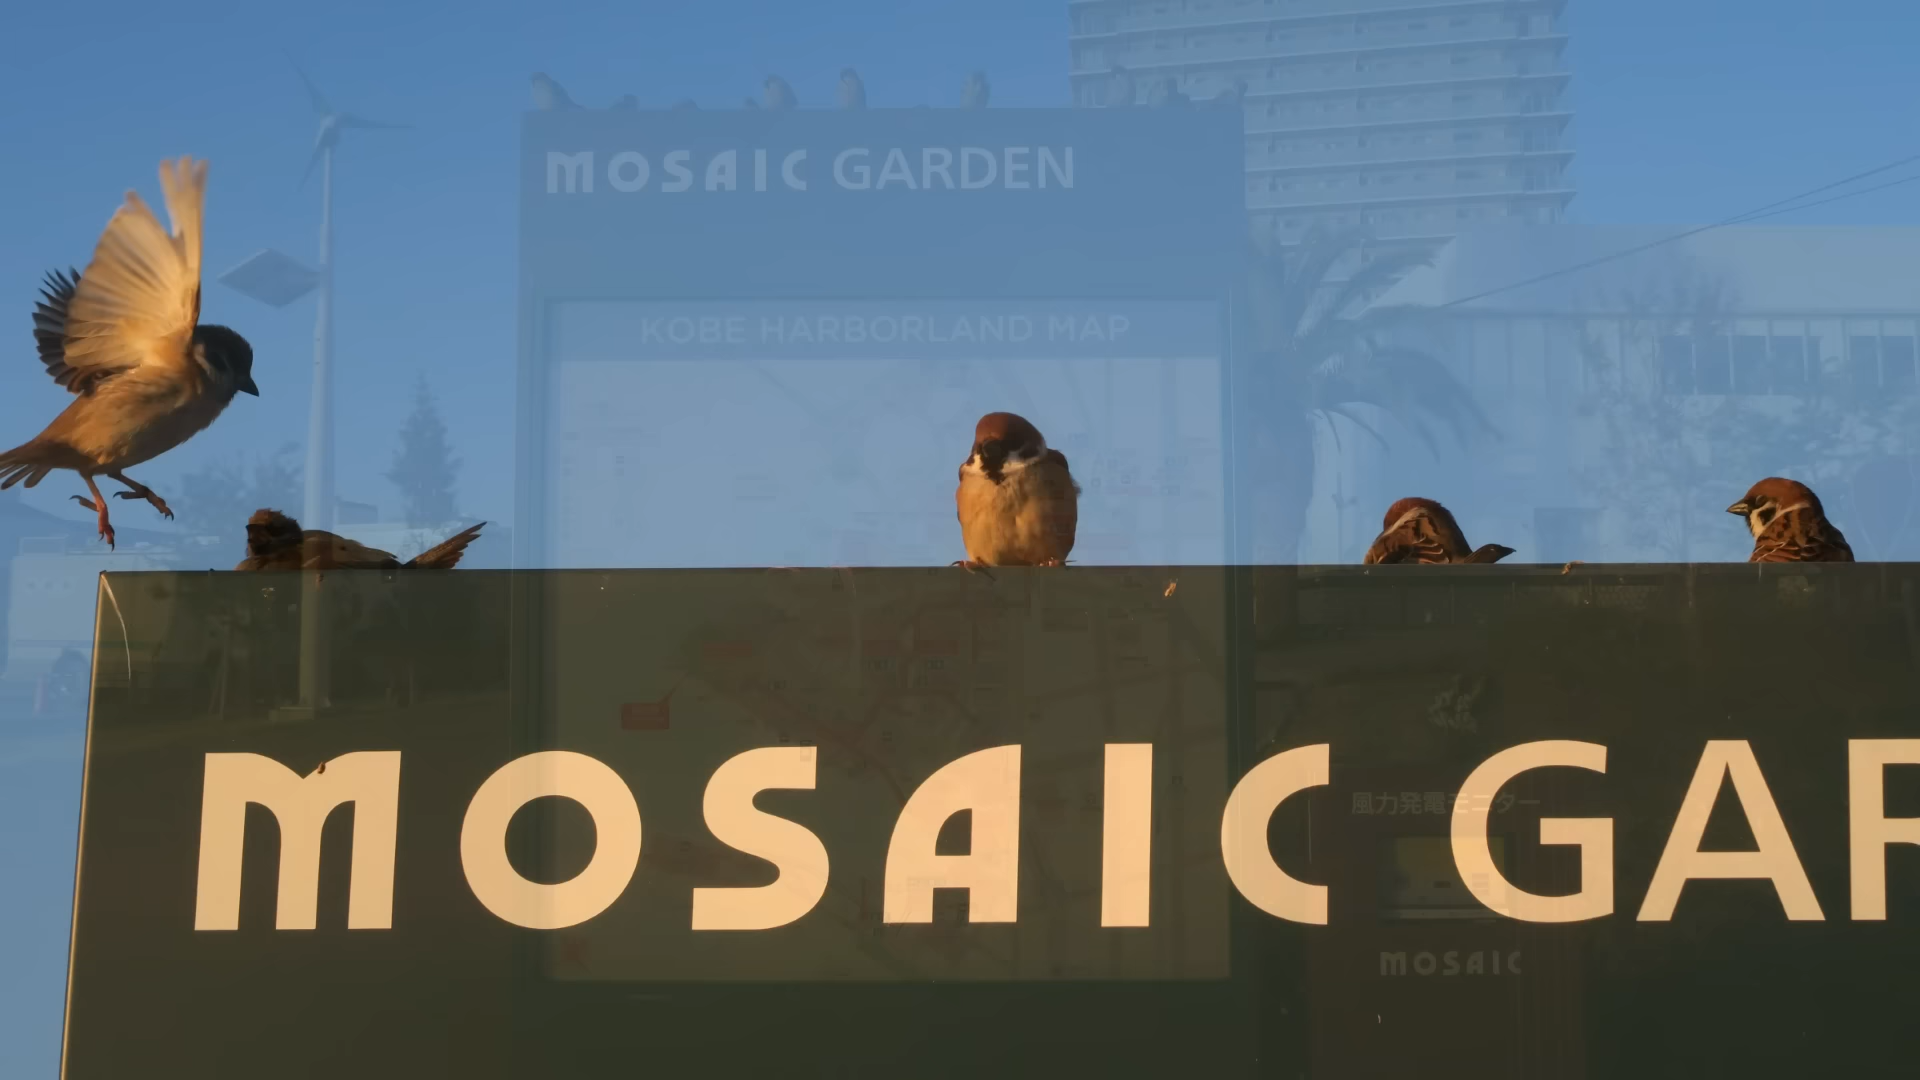 MOSAIC GARDEN
KOBE HARBORLAND MAP
MOSAIC GAR
風力発電モニター
MOSAIC